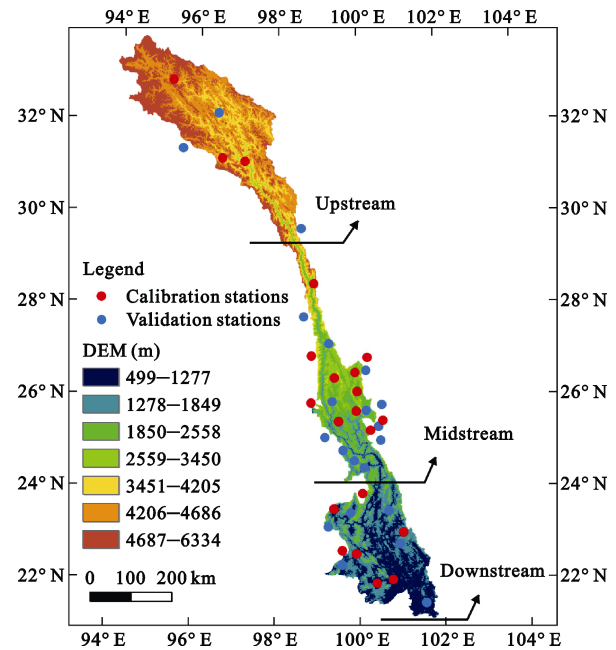 94° E 96° E 98° E 100° E 102° E 104° E
32° N 32° N
30° N 30° N
Upstream
Legend
Calibration stations
Validation stations
28° N 28° N
DEM (m)
499—1277
26° N 26° N
1278—1849
1850—2558
Midstream
2559—3450
24° N 24° N
3451—4205
4206—4686
4687—6334
22° N 22° N
Downstream
0 100 200 km
94° E 96° E 98° E 100° E 102° E 104° E